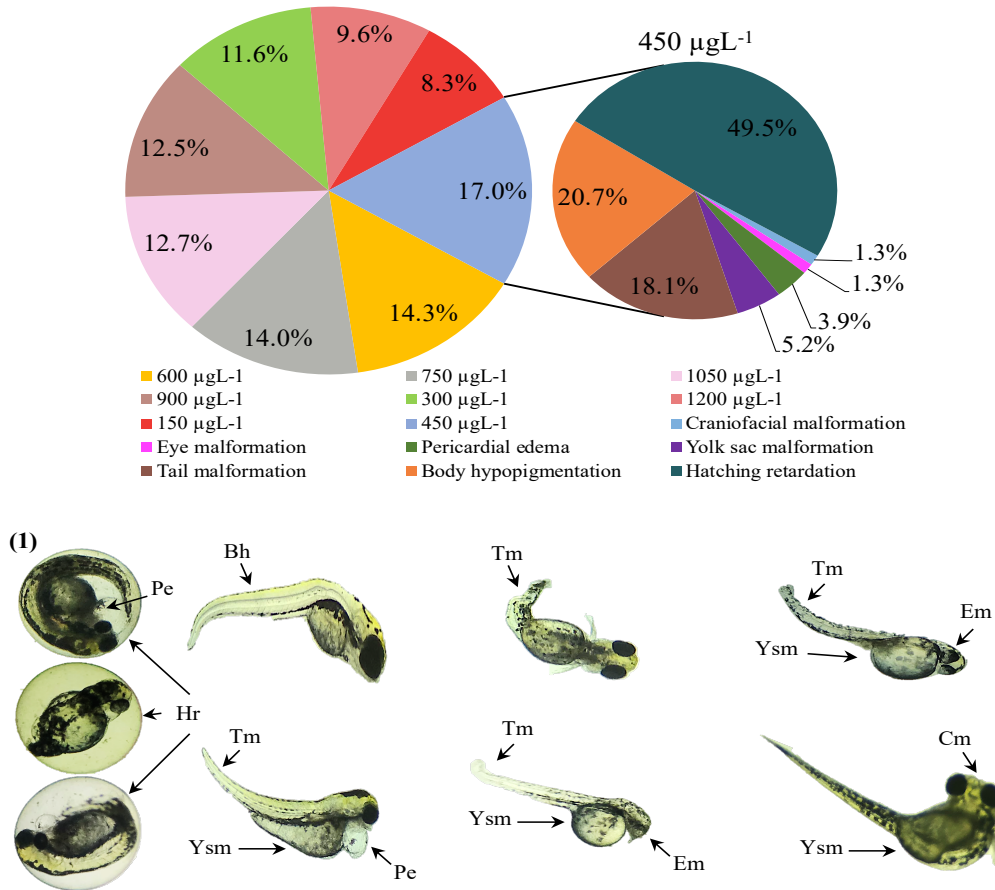 450 µgL-1
11.6%
9.6%
8.3%
49.5%
12.5%
17.0%
20.7%
12.7%
18.1%
1.3%
1.3%
14.3%
3.9%
14.0%
5.2%
600 µgL-1 750 µgL-1 1050 µgL-1
900 µgL-1 300 µgL-1 1200 µgL-1
150 µgL-1 450 µgL-1 Craniofacial malformation
Eye malformation Pericardial edema Yolk sac malformation
Tail malformation Body hypopigmentation Hatching retardation
(1)
Pe
Bh
Tm
Tm
Em
Ysm
Hr
Tm
Ysm
Pe
Tm
Ysm
Em
Cm
Ysm